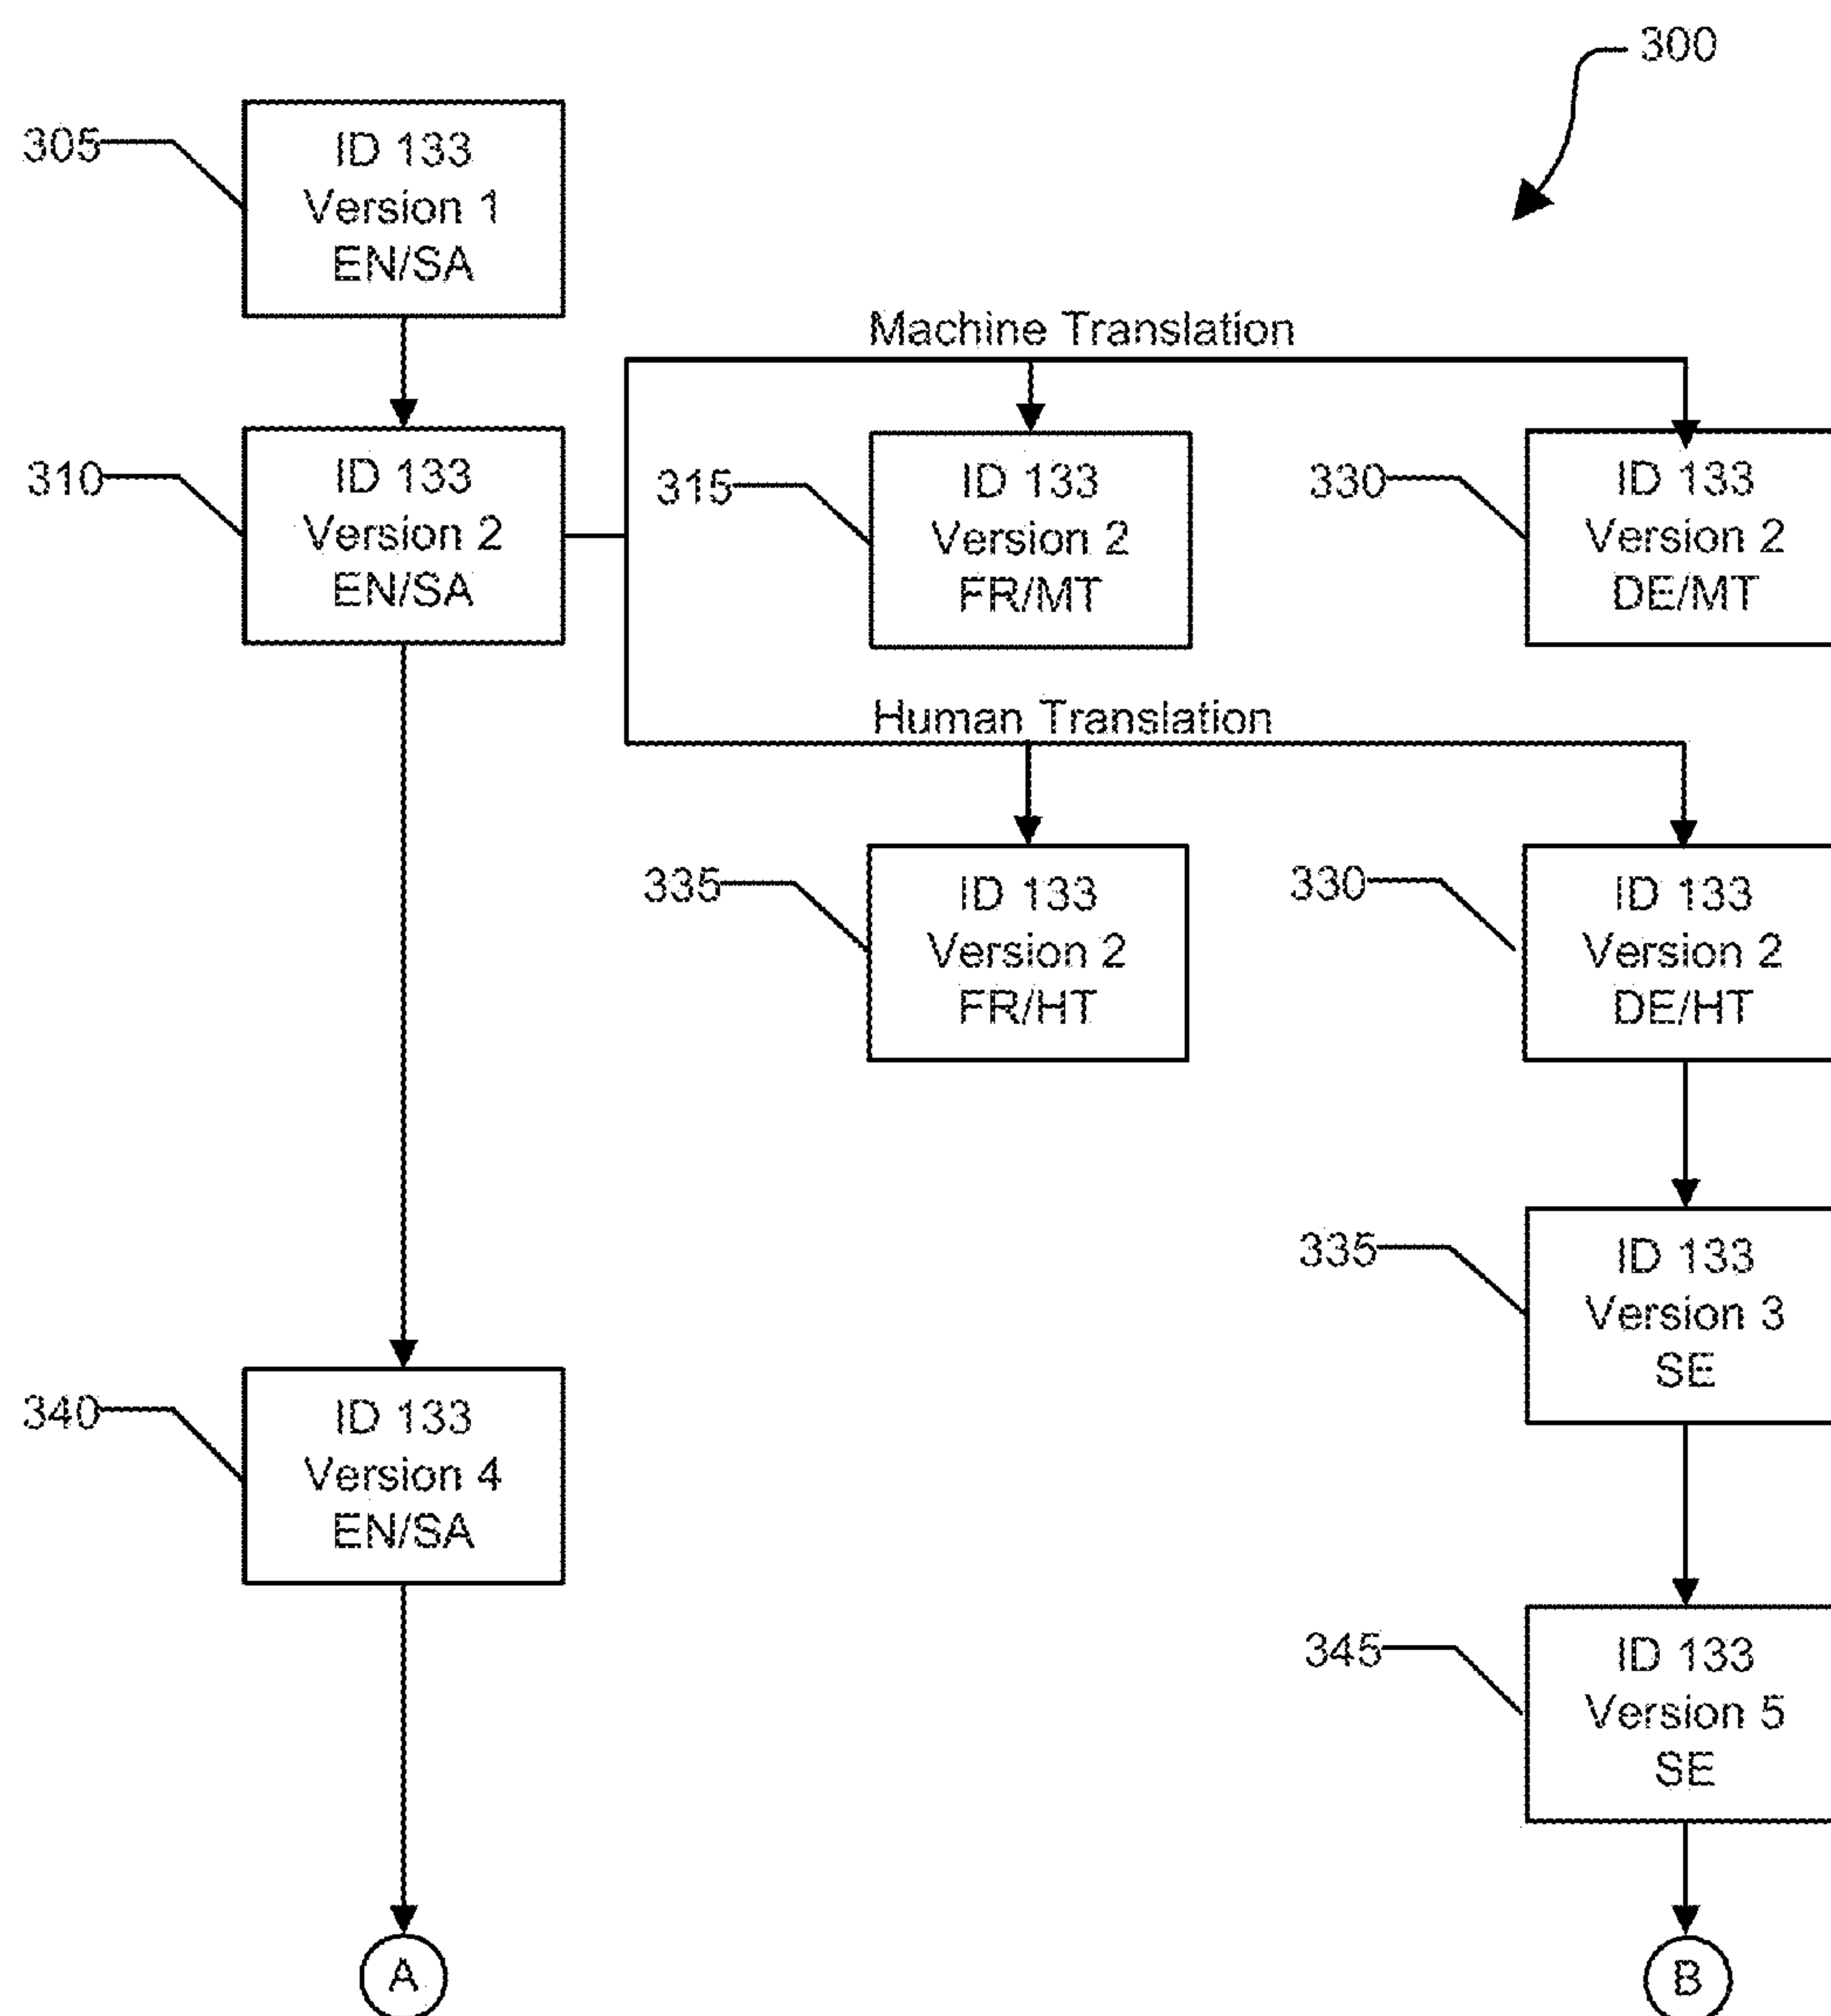 300
305
ID 133
Version 1
EN/SA
Machine Translation
310
ID 133
Version 2
EN/SA
315
ID 133
Version 2
FR/MT
330
ID 133
Version 2
DE/MT
Human Translation
335
ID 133
Version 2
FR/HT
330
ID 133
Version 2
DE/HT
335
ID 133
Version 3
SE
340
ID 133
Version 4
EN/SA
345
ID 133
Version 5
SE
A
B